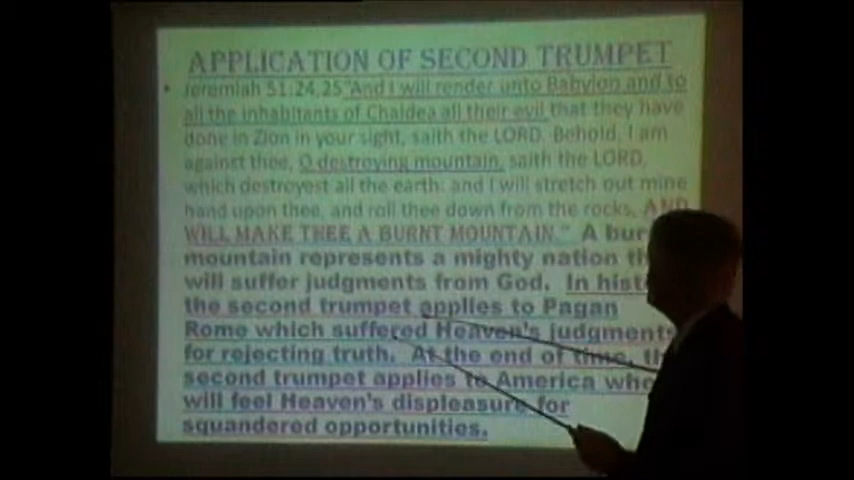 APPLICATION OF SECOND TRUMPET
• Jeremiah 51:24,25"And I will render unto Babylon and to
all the inhabitants of Chaldea all their evil that they have
done in Zion in your sight, saith the LORD. Behold, I am
against thee, O destroying mountain, saith the LORD,
which destroyest all the earth: and I will stretch out mine
hand upon thee, and roll thee down from the rocks, AND
WILL MAKE THEE A BURNT MOUNTAIN." A
mountain represents a mighty nation
will suffer judgments from God. In
the second trumpet applies to Pagan
Rome which suffered Heaven's judgments
for rejecting truth. At the end of time,
second trumpet applies to America who
will feel Heaven's displeasure for
squandered opportunities.